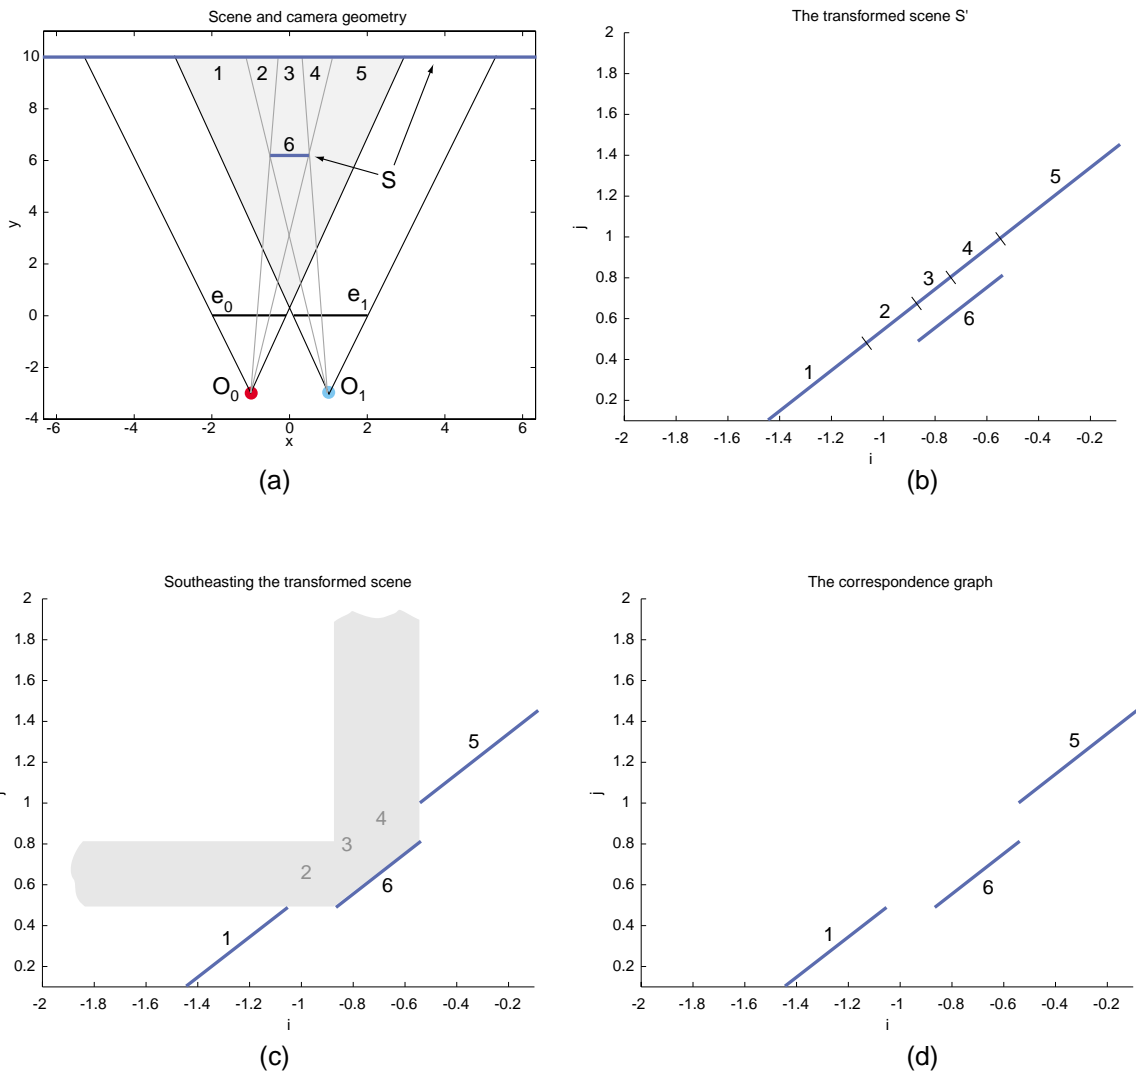 Scene and camera geometry
10
8
6
4
2
0
-2
-4
y
1 2 3 4 5
6
S
e0 e1
O0 O1
-6 -4 -2 0 2 4 6
x
(a)
The transformed scene S'
2
1.8
1.6
1.4
1.2
1
0.8
0.6
0.4
0.2
j
5
4
3
2
6
1
-2 -1.8 -1.6 -1.4 -1.2 -1 -0.8 -0.6 -0.4 -0.2
i
(b)
Southeasting the transformed scene
2
1.8
1.6
1.4
1.2
1
0.8
0.6
0.4
0.2
j
5
4
3
2
6
1
-2 -1.8 -1.6 -1.4 -1.2 -1 -0.8 -0.6 -0.4 -0.2
i
(c)
The correspondence graph
2
1.8
1.6
1.4
1.2
1
0.8
0.6
0.4
0.2
j
5
6
1
-2 -1.8 -1.6 -1.4 -1.2 -1 -0.8 -0.6 -0.4 -0.2
i
(d)